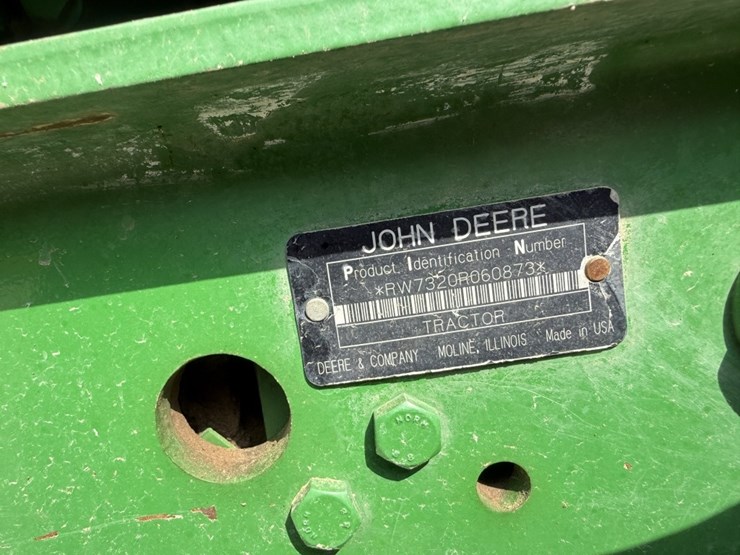 JOHN DEERE
Product Identification Number
*RW7320R060873*
TRACTOR
DEERE & COMPANY MOLINE, ILLINOIS Made in USA